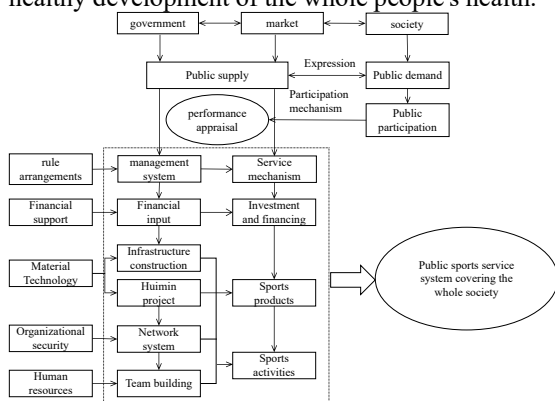 healthy development of the whole people's health.
government
market
society
Expression
Public supply
Public demand
Participation
mechanism
performance
appraisal
Public
participation
rule
arrangements
management
system
Service
mechanism
Financial
support
Financial
input
Investment
and financing
Infrastructure
construction
Material
Technology
Huimin
project
Sports
products
Public sports service
system covering the
whole society
Organizational
security
Network
system
Sports
activities
Human
resources
Team building